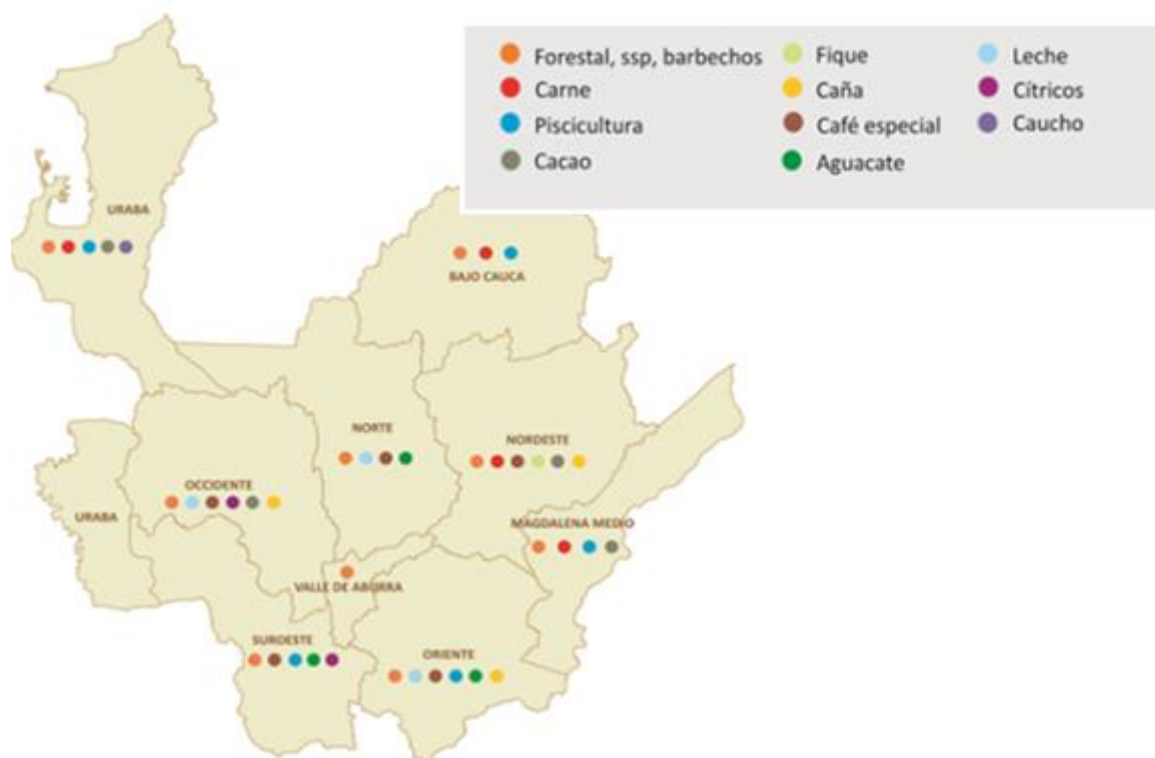 Forestal, ssp, barbechos
Carne
Piscicultura
Cacao
Fique
Caña
Café especial
Aguacate
Leche
Cítricos
Caucho
URABA
BAJO CAUCA
NORTE
NORDESTE
OCCIDENTE
URABA
MAGDALENA MEDIO
VALLE DE ABURRA
SUROESTE
ORIENTE